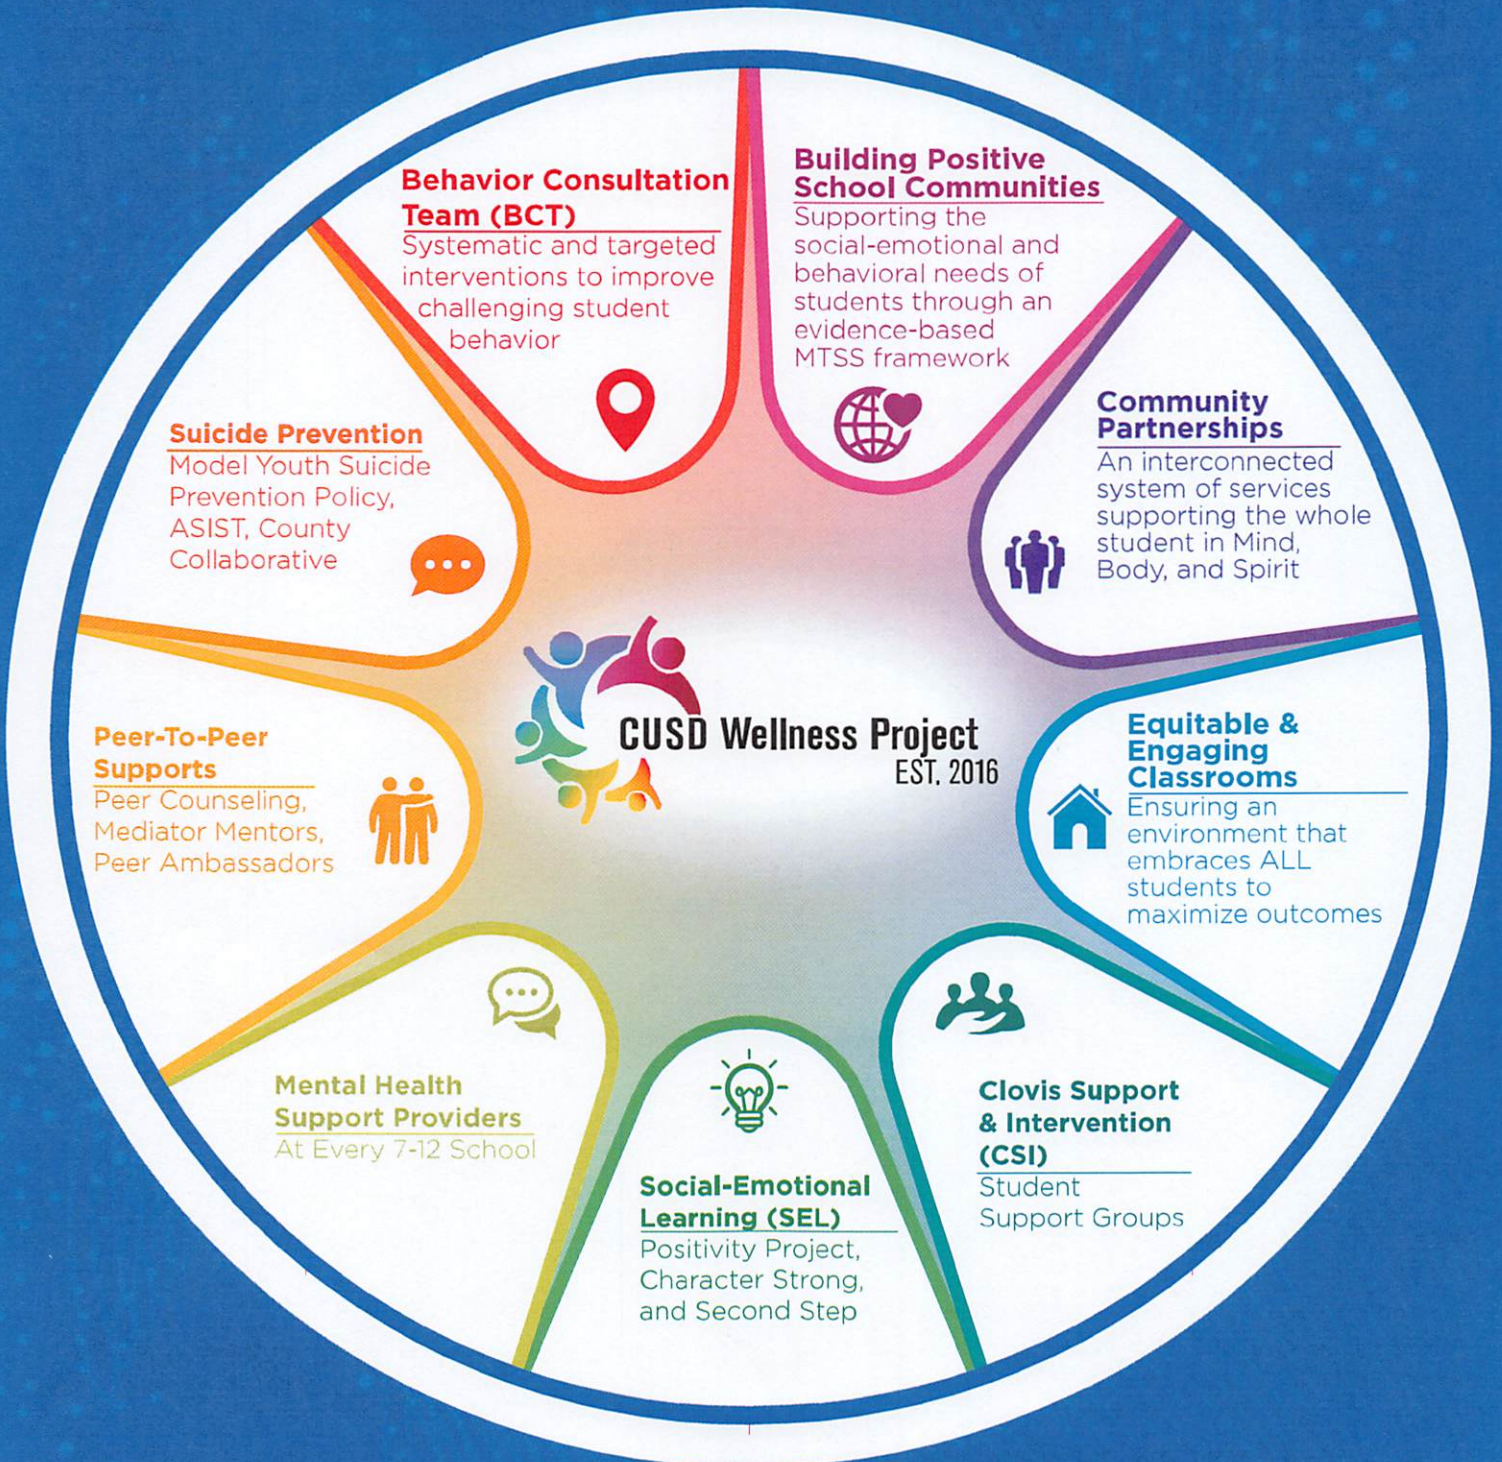 Behavior Consultation
Team (BCT)
Systematic and targeted
interventions to improve
challenging student
behavior
Building Positive
School Communities
Supporting the
social-emotional and
behavioral needs of
students through an
evidence-based
MTSS framework
Community
Partnerships
An interconnected
system of services
supporting the whole
student in Mind,
Body, and Spirit
Equitable &
Engaging
Classrooms
Ensuring an
environment that
embraces ALL
students to
maximize outcomes
Clovis Support
& Intervention
(CSI)
Student
Support Groups
Social-Emotional
Learning (SEL)
Positivity Project,
Character Strong,
and Second Step
Mental Health
Support Providers
At Every 7-12 School
Peer-To-Peer
Supports
Peer Counseling,
Mediator Mentors,
Peer Ambassadors
Suicide Prevention
Model Youth Suicide
Prevention Policy,
ASIST, County
Collaborative
CUSD Wellness Project
EST. 2016